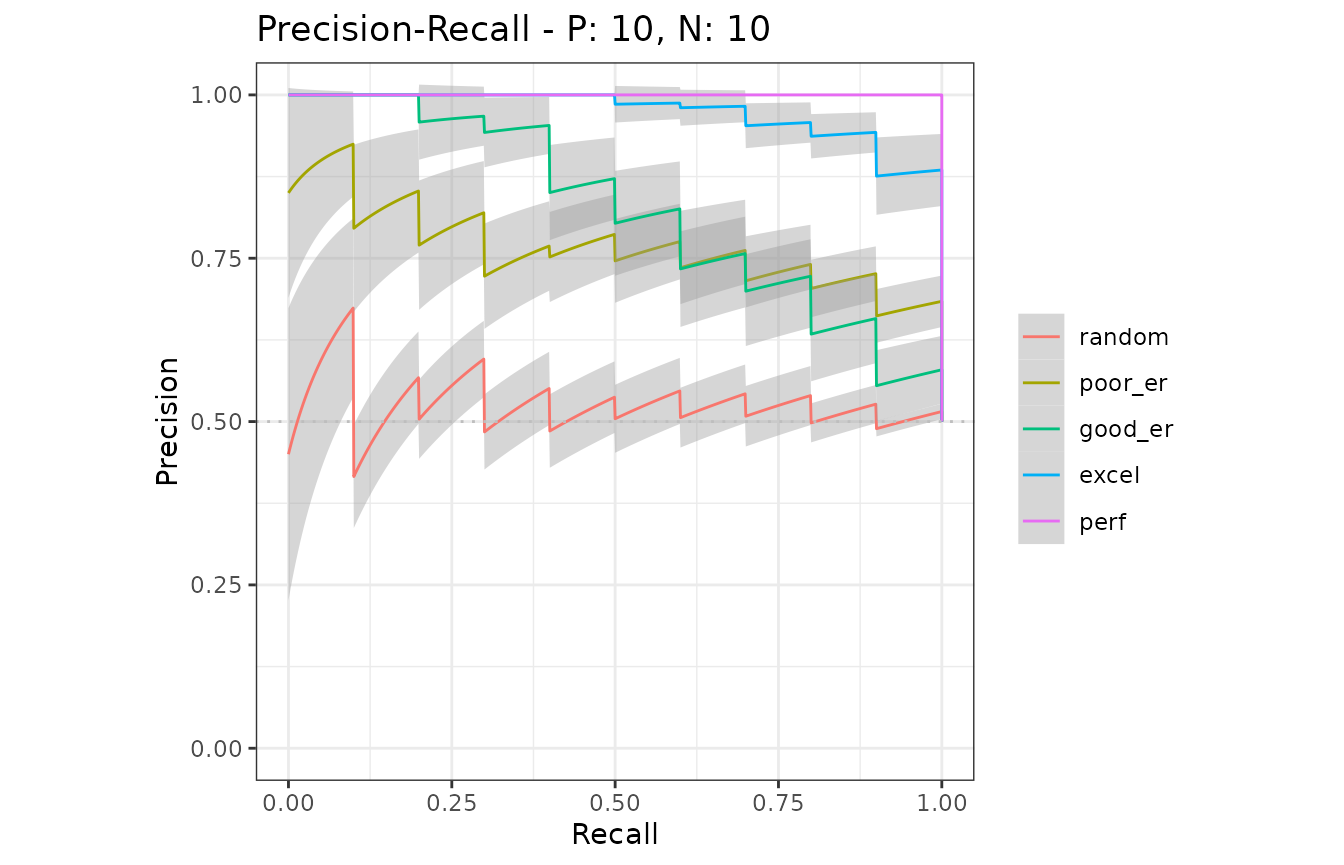 Precision-Recall - P: 10, N: 10
Precision
1.00
0.75
0.50
0.25
0.00
0.00 0.25 0.50 0.75 1.00
Recall
random
poor_er
good_er
excel
perf